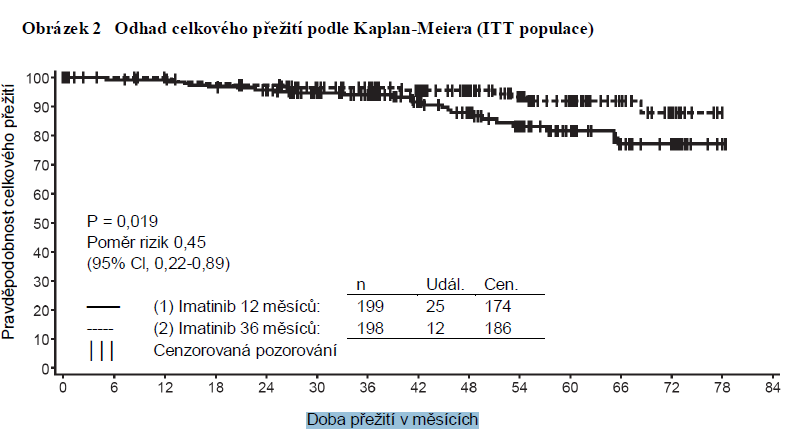 Obrázek 2 Odhad celkového přežití podle Kaplan-Meiera (ITT populace)
Pravděpodobnost celkového přežití
100
90
80
70
60
50
40
30
20
10
0
P = 0,019
Poměr rizik 0,45
(95% CI, 0,22-0,89)
n Udál. Cen.
(1) Imatinib 12 měsíců: 199 25 174
----- (2) Imatinib 36 měsíců: 198 12 186
||| Cenzorovaná pozorování
0 6 12 18 24 30 36 42 48 54 60 66 72 78 84
Doba přežití v měsících